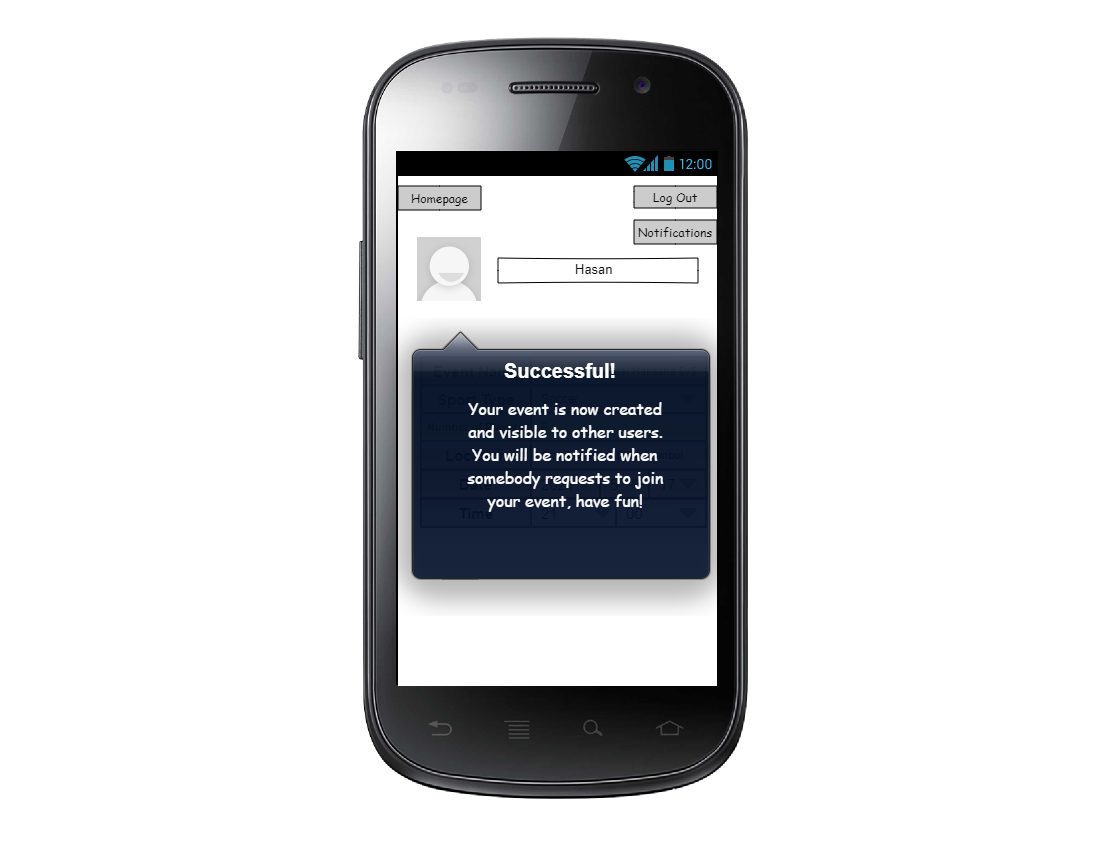 12:00
Homepage
Log Out
Notifications
Hasan
Successful!
Your event is now created
and visible to other users.
You will be notified when
somebody requests to join
your event, have fun!
Time